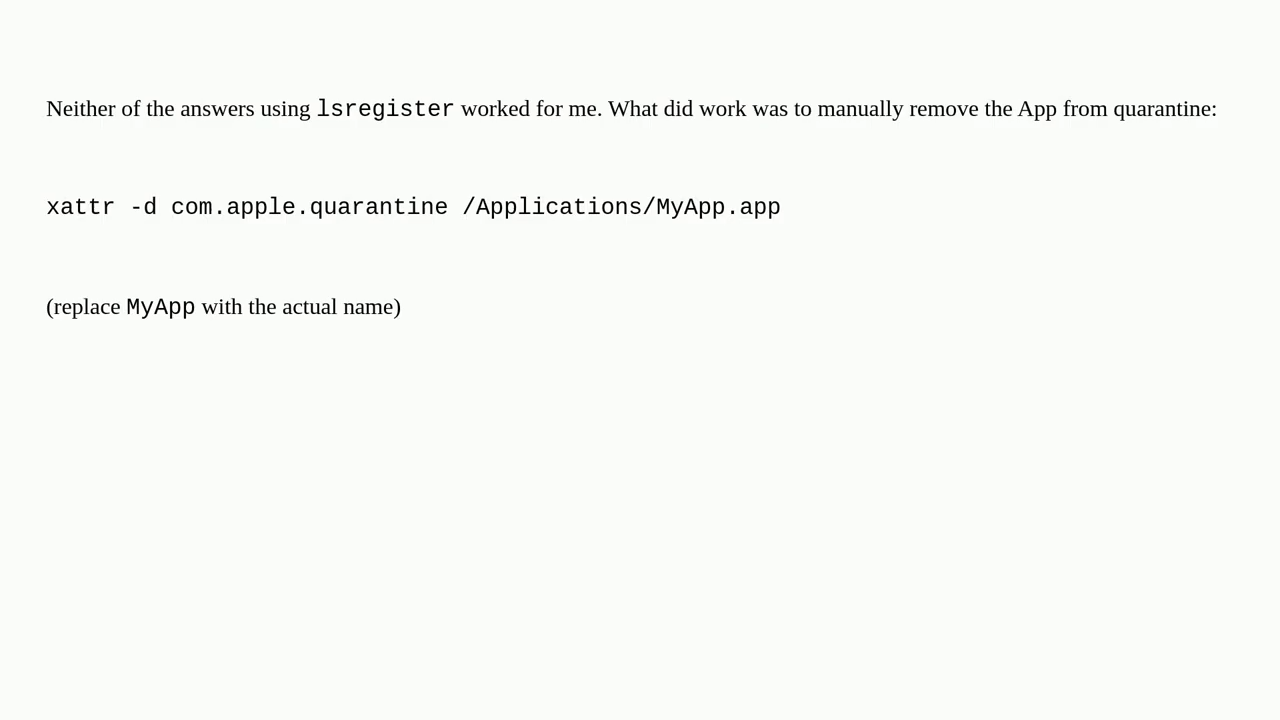 Neither of the answers using lsregister worked for me. What did work was to manually remove the App from quarantine:
xattr -d com.apple.quarantine /Applications/MyApp.app
(replace MyApp with the actual name)